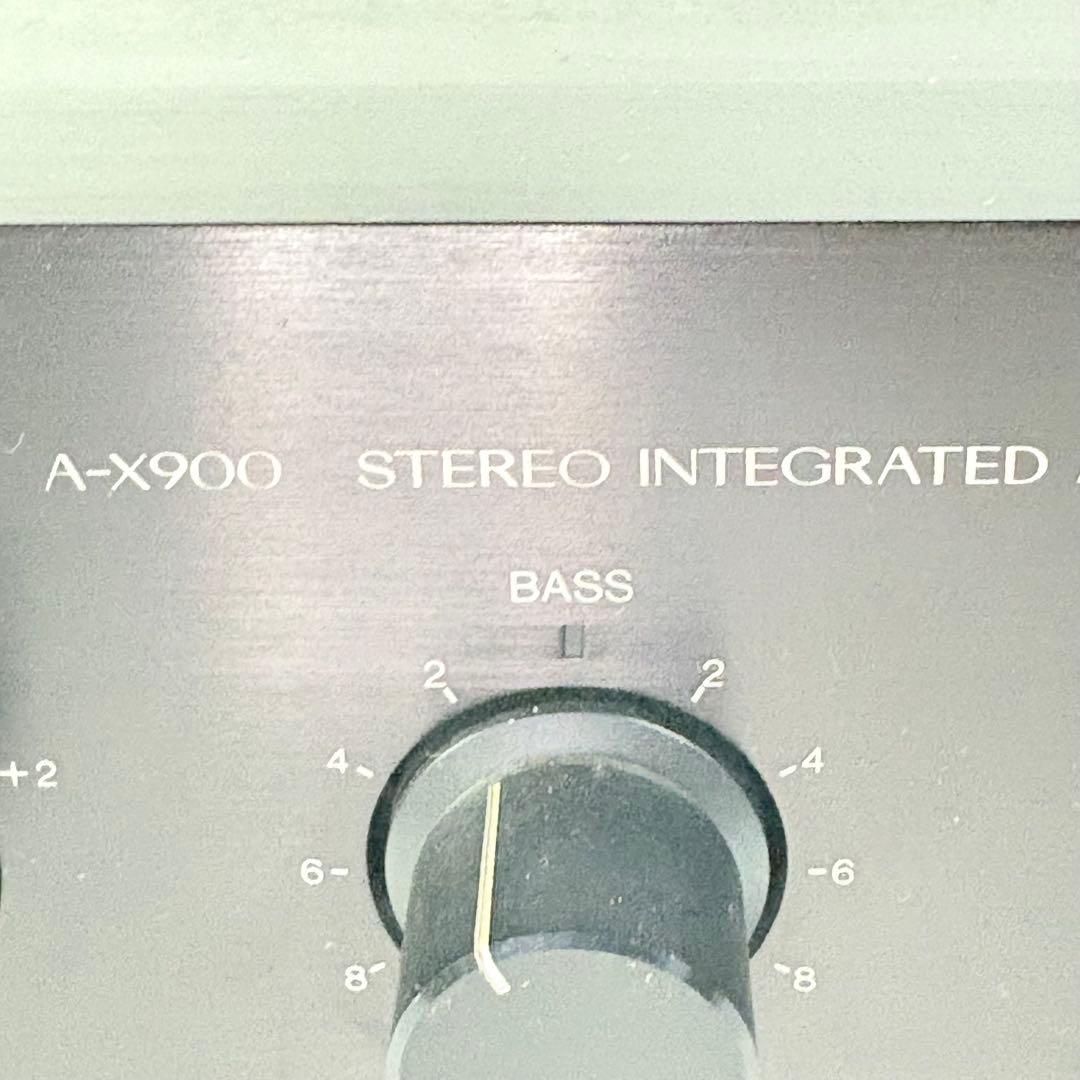 A-X900 STEREO INTEGRATED
BASS
2 2
4 4
+2
6 6
8 8